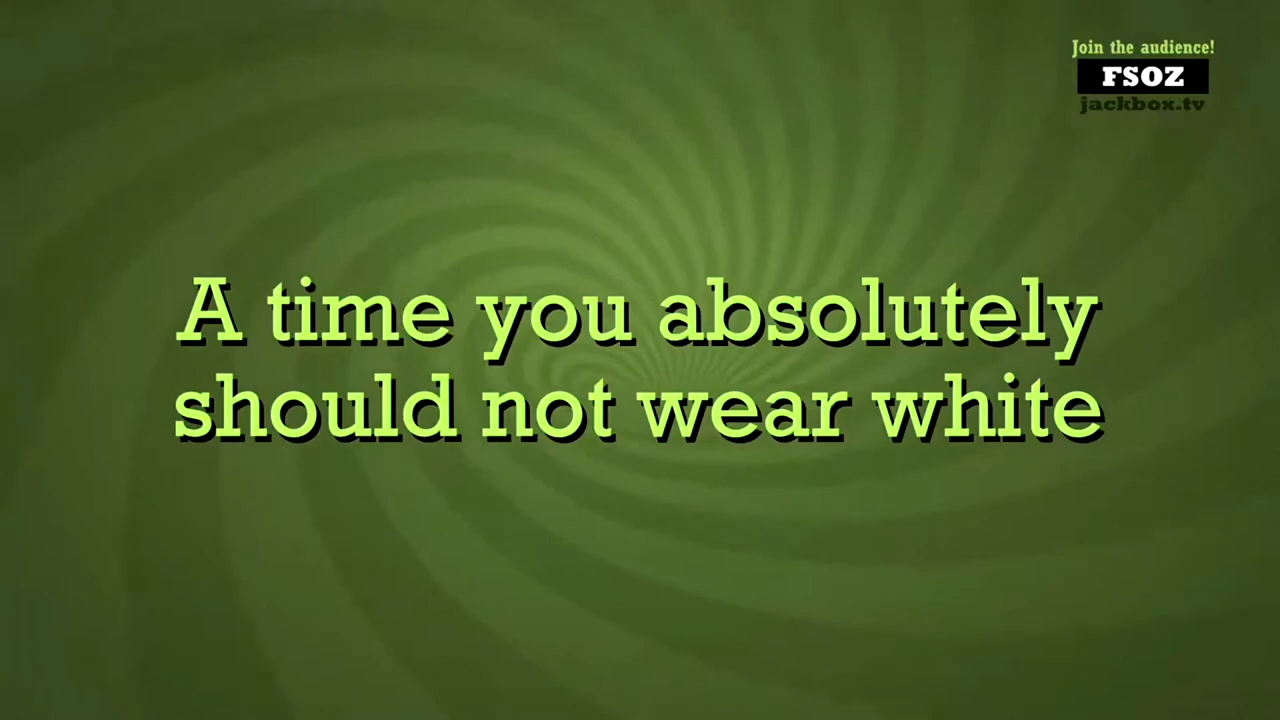 Join the audience!
FSOZ
jackbox.tv
A time you absolutely
should not wear white